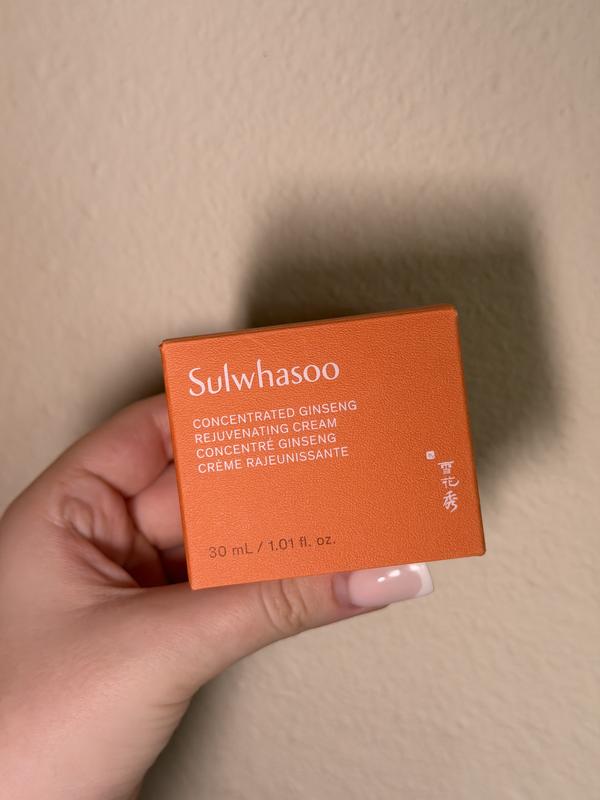 Sulwhasoo
CONCENTRATED GINSENG
REJUVENATING CREAM
CONCENTRÉ GINSENG
CRÈME RAJEUNISSANTE
30 mL / 1.01 fl. oz.
雪花秀